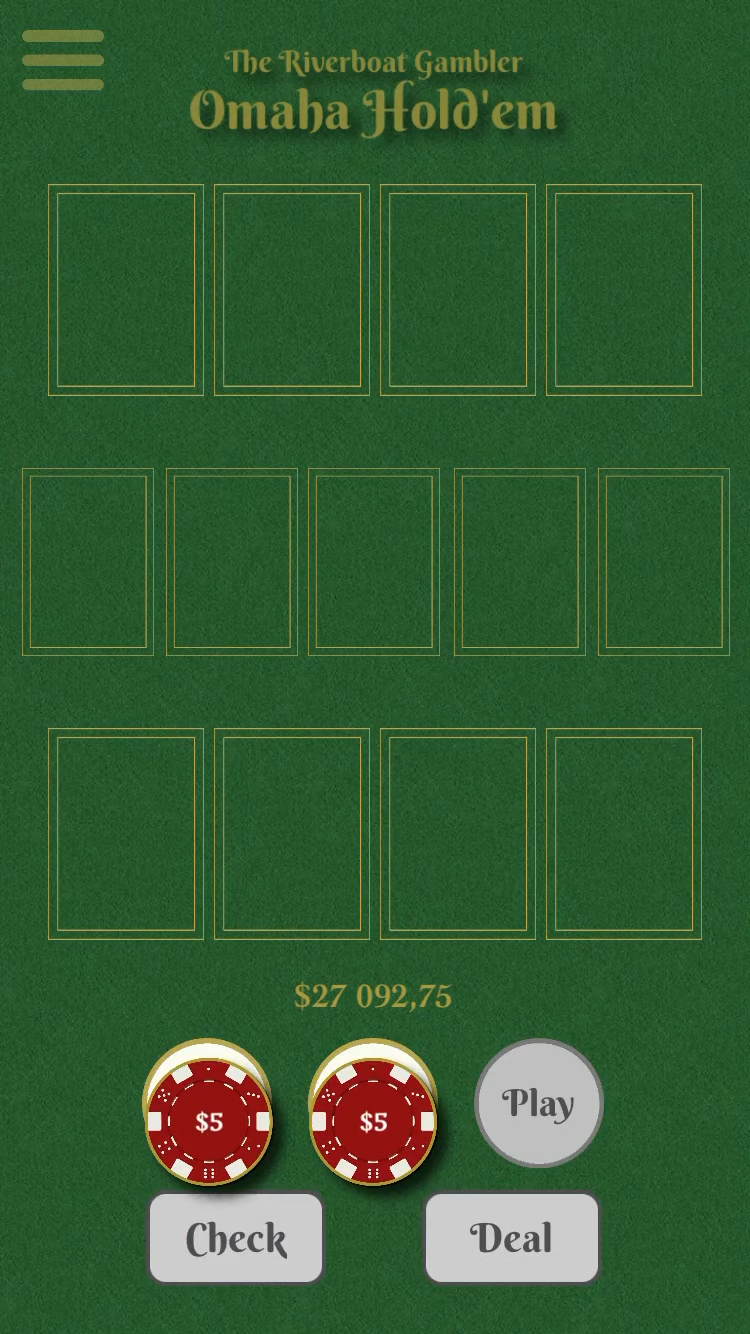 The Riverboat Gambler
Omaha Hold'em
$27 092,75
$5 $5 Play
Check Deal